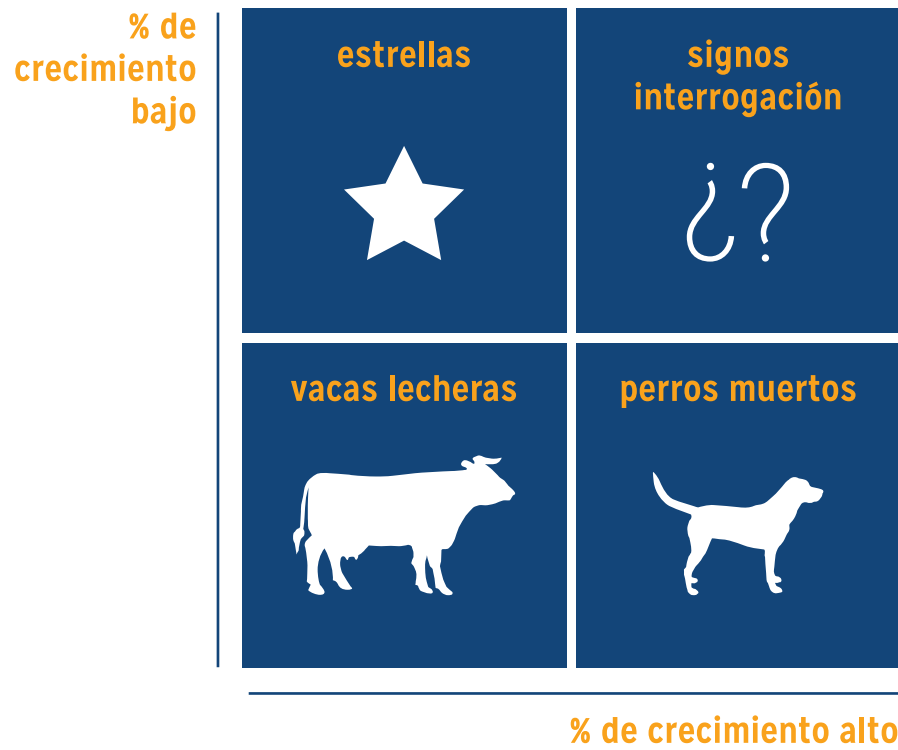 % de
crecimiento
bajo
estrellas
signos
interrogación
¿?
vacas lecheras
perros muertos
% de crecimiento alto